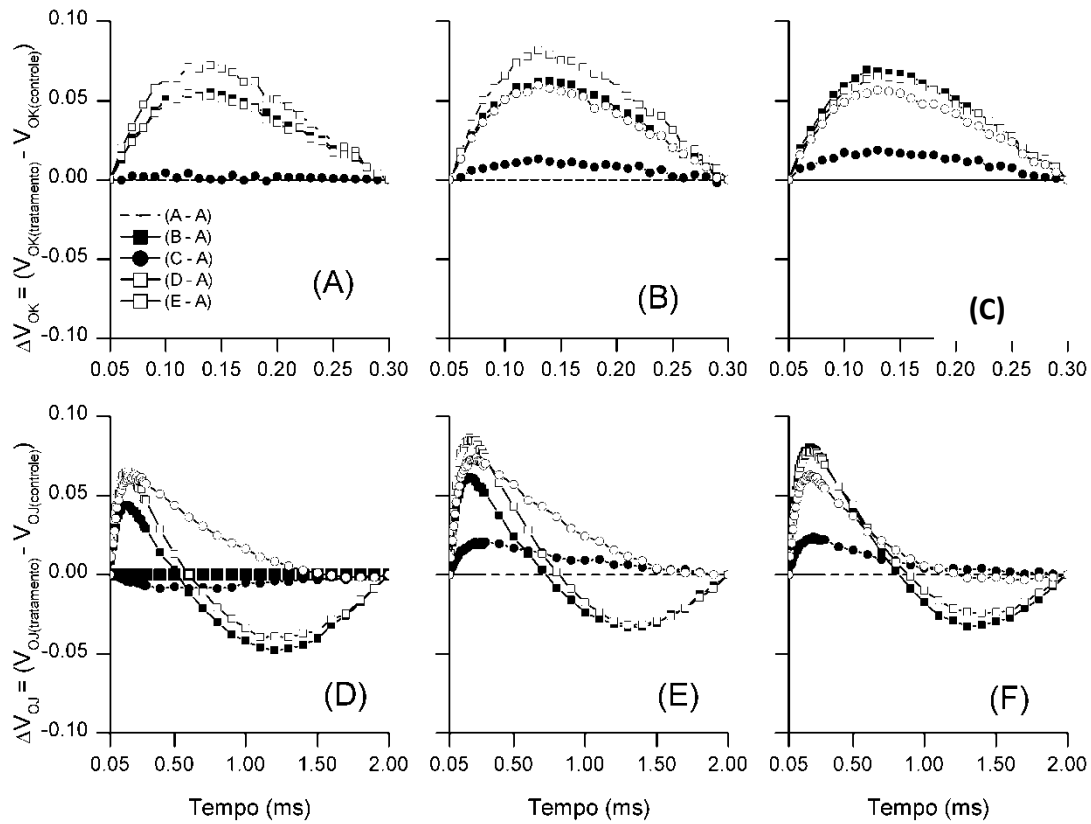 ΔV_OK = (V_OK(tratamento) - V_OK(controle))
0.10
0.05
0.00
-0.05
-0.10
(A - A)
(B - A)
(C - A)
(D - A)
(E - A)
(A)
(B)
(C)
0.05 0.10 0.15 0.20 0.25 0.30
0.05 0.10 0.15 0.20 0.25 0.30
0.05 0.10 0.15 0.20 0.25 0.30
ΔV_OJ = (V_OJ(tratamento) - V_OJ(controle))
0.10
0.05
0.00
-0.05
-0.10
(D)
(E)
(F)
0.05 0.50 1.00 1.50 2.00
0.05 0.50 1.00 1.50 2.00
0.05 0.50 1.00 1.50 2.00
Tempo (ms)
Tempo (ms)
Tempo (ms)